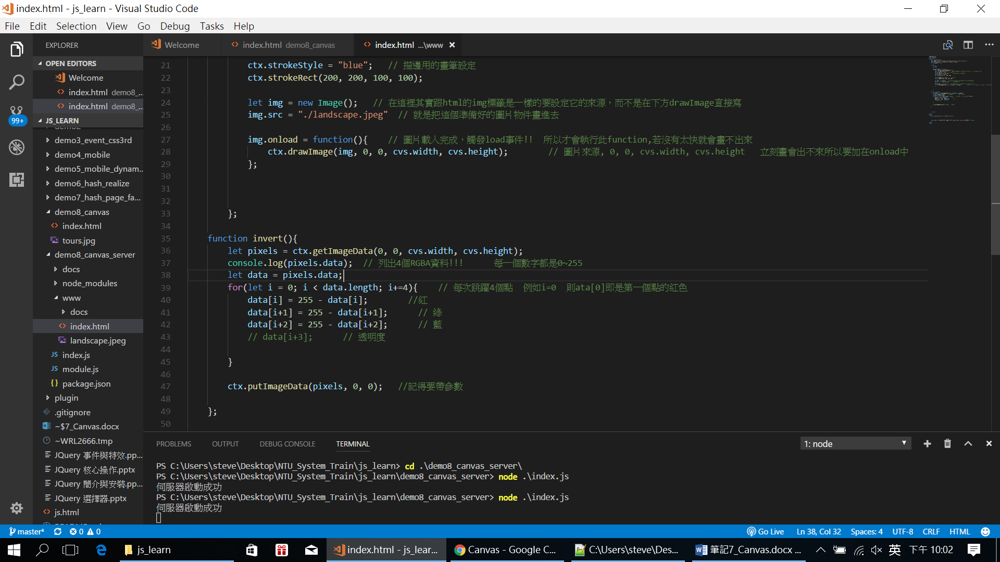 index.html - js_learn - Visual Studio Code
File Edit Selection View Go Debug Tasks Help
EXPLORER
OPEN EDITORS
Welcome
index.html demo8_...
index.html demo8_...
JS_LEARN
demo3_event_css3rd
demo4_mobile
demo5_mobile_dynam...
demo6_hash_realize
demo7_hash_page_fa...
demo8_canvas
index.html
tours.jpg
demo8_canvas_server
docs
node_modules
www
docs
index.html
landscape.jpeg
JS index.js
JS module.js
{} package.json
plugin
.gitignore
~$7_Canvas.docx
~WRL2666.tmp
JQuery 事件與特效.pp...
JQuery 核心操作.pptx
JQuery 簡介與安裝.pp...
JQuery 選擇器.pptx
js.html
99+
Welcome
index.html demo8_canvas
index.html ...\www
21 ctx.strokeStyle = "blue"; // 描邊用的畫筆設定
22 ctx.strokeRect(200, 200, 100, 100);
23
24 let img = new Image(); // 在這裡其實跟html的img標籤是一樣的要設定它的來源，而不是在下方drawImage直接寫
25 img.src = "./landscape.jpeg" // 就是把這個準備好的圖片物件畫進去
26
27 img.onload = function(){ // 圖片載入完成，觸發load事件!! 所以才會執行此function,若沒有太快就會畫不出來
28 ctx.drawImage(img, 0, 0, cvs.width, cvs.height); // 圖片來源, 0, 0, cvs.width, cvs.height 立刻畫會出不來所以要加在onload中
29 };
30
31
32
33 };
34
35 function invert(){
36 let pixels = ctx.getImageData(0, 0, cvs.width, cvs.height);
37 console.log(pixels.data); // 列出4個RGBA資料!!! 每一個數字都是0~255
38 let data = pixels.data;
39 for(let i = 0; i < data.length; i+=4){ // 每次跳躍4個點 例如i=0 則ata[0]即是第一個點的紅色
40 data[i] = 255 - data[i]; //紅
41 data[i+1] = 255 - data[i+1]; // 綠
42 data[i+2] = 255 - data[i+2]; // 藍
43 // data[i+3]; // 透明度
44
45 }
46
47 ctx.putImageData(pixels, 0, 0); //記得要帶參數
48
49 };
50
PROBLEMS OUTPUT DEBUG CONSOLE TERMINAL
1: node
PS C:\Users\steve\Desktop\NTU_System_Train\js_learn> cd .\demo8_canvas_server\
PS C:\Users\steve\Desktop\NTU_System_Train\js_learn\demo8_canvas_server> node .\index.js
伺服器啟動成功
PS C:\Users\steve\Desktop\NTU_System_Train\js_learn\demo8_canvas_server> node .\index.js
伺服器啟動成功
master* 0 0 Go Live Ln 38, Col 32 Spaces: 4 UTF-8 CRLF HTML
js_learn
index.html - js_lear...
Canvas - Google C...
C:\Users\steve\Des...
筆記7_Canvas.docx ...
英
下午 10:02